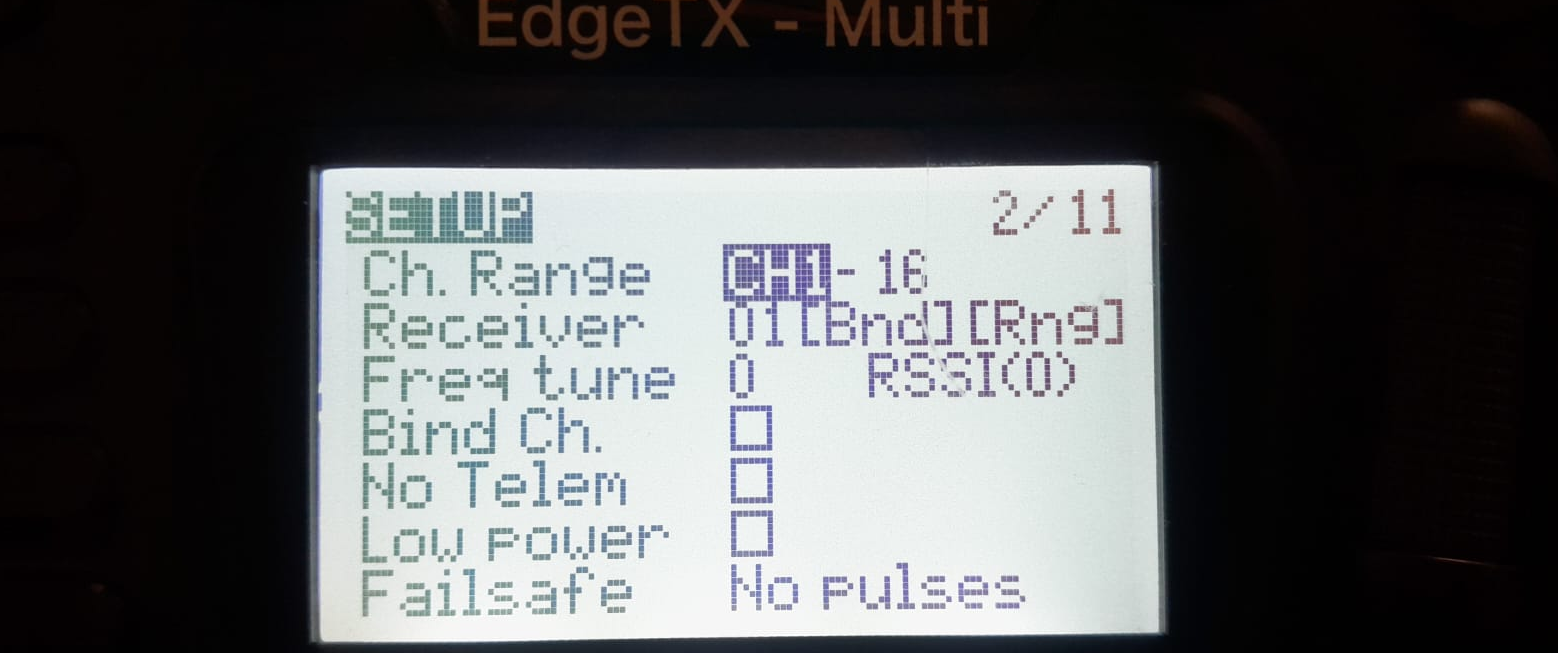 EdgeTX - Multi
SETUP 2/11
Ch. Range CH1- 16
Receiver 01[Bnd][Rng]
Freq tune 0 RSSI(0)
Bind Ch.
No Telem
Low power
Failsafe No pulses